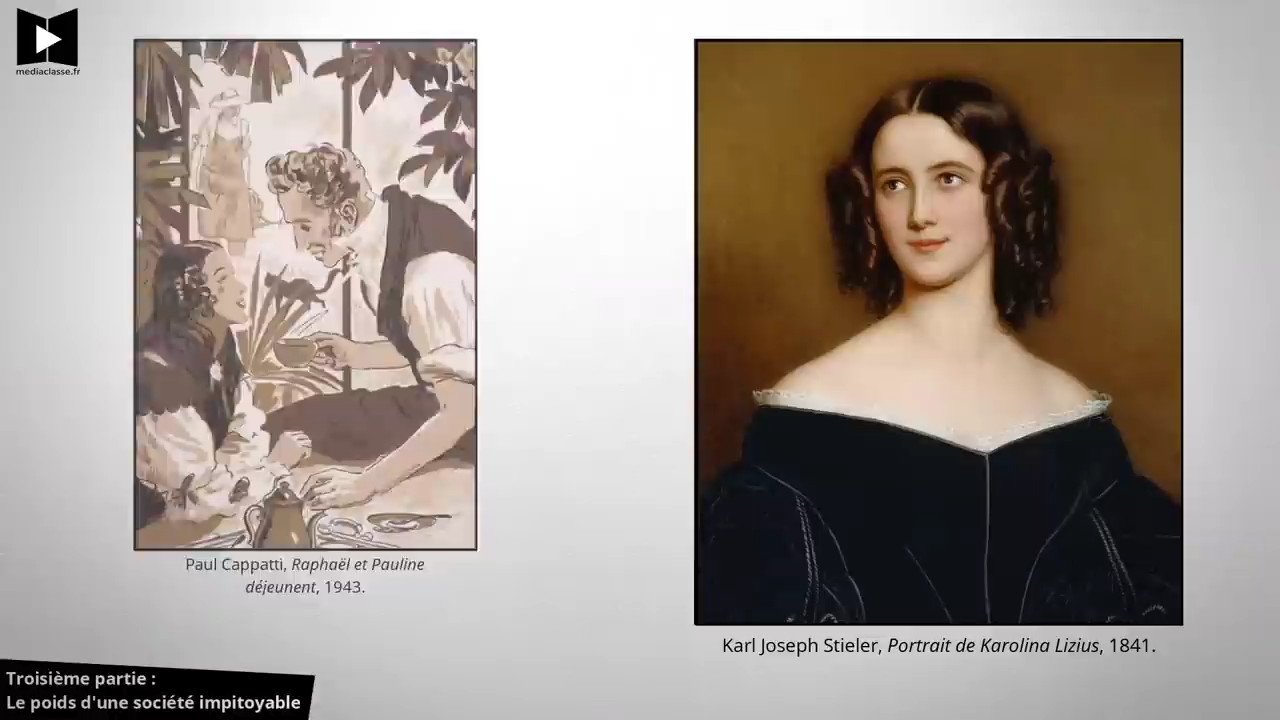 mediaclasse.fr
Paul Cappatti, Raphaël et Pauline
déjeunent, 1943.
Karl Joseph Stieler, Portrait de Karolina Lizius, 1841.
Troisième partie :
Le poids d'une société impitoyable